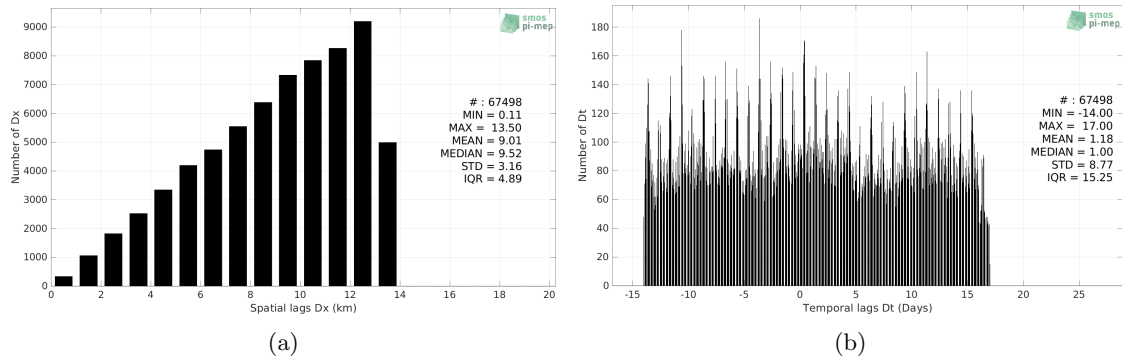 smos
pi-mep
9000
8000
7000
6000
5000
4000
3000
2000
1000
0
Number of Dx
# : 67498
MIN = 0.11
MAX = 13.50
MEAN = 9.01
MEDIAN = 9.52
STD = 3.16
IQR = 4.89
0 2 4 6 8 10 12 14 16 18 20
Spatial lags Dx (km)
(a)
smos
pi-mep
180
160
140
120
100
80
60
40
20
0
Number of Dt
# : 67498
MIN = -14.00
MAX = 17.00
MEAN = 1.18
MEDIAN = 1.00
STD = 8.77
IQR = 15.25
-15 -10 -5 0 5 10 15 20 25
Temporal lags Dt (Days)
(b)